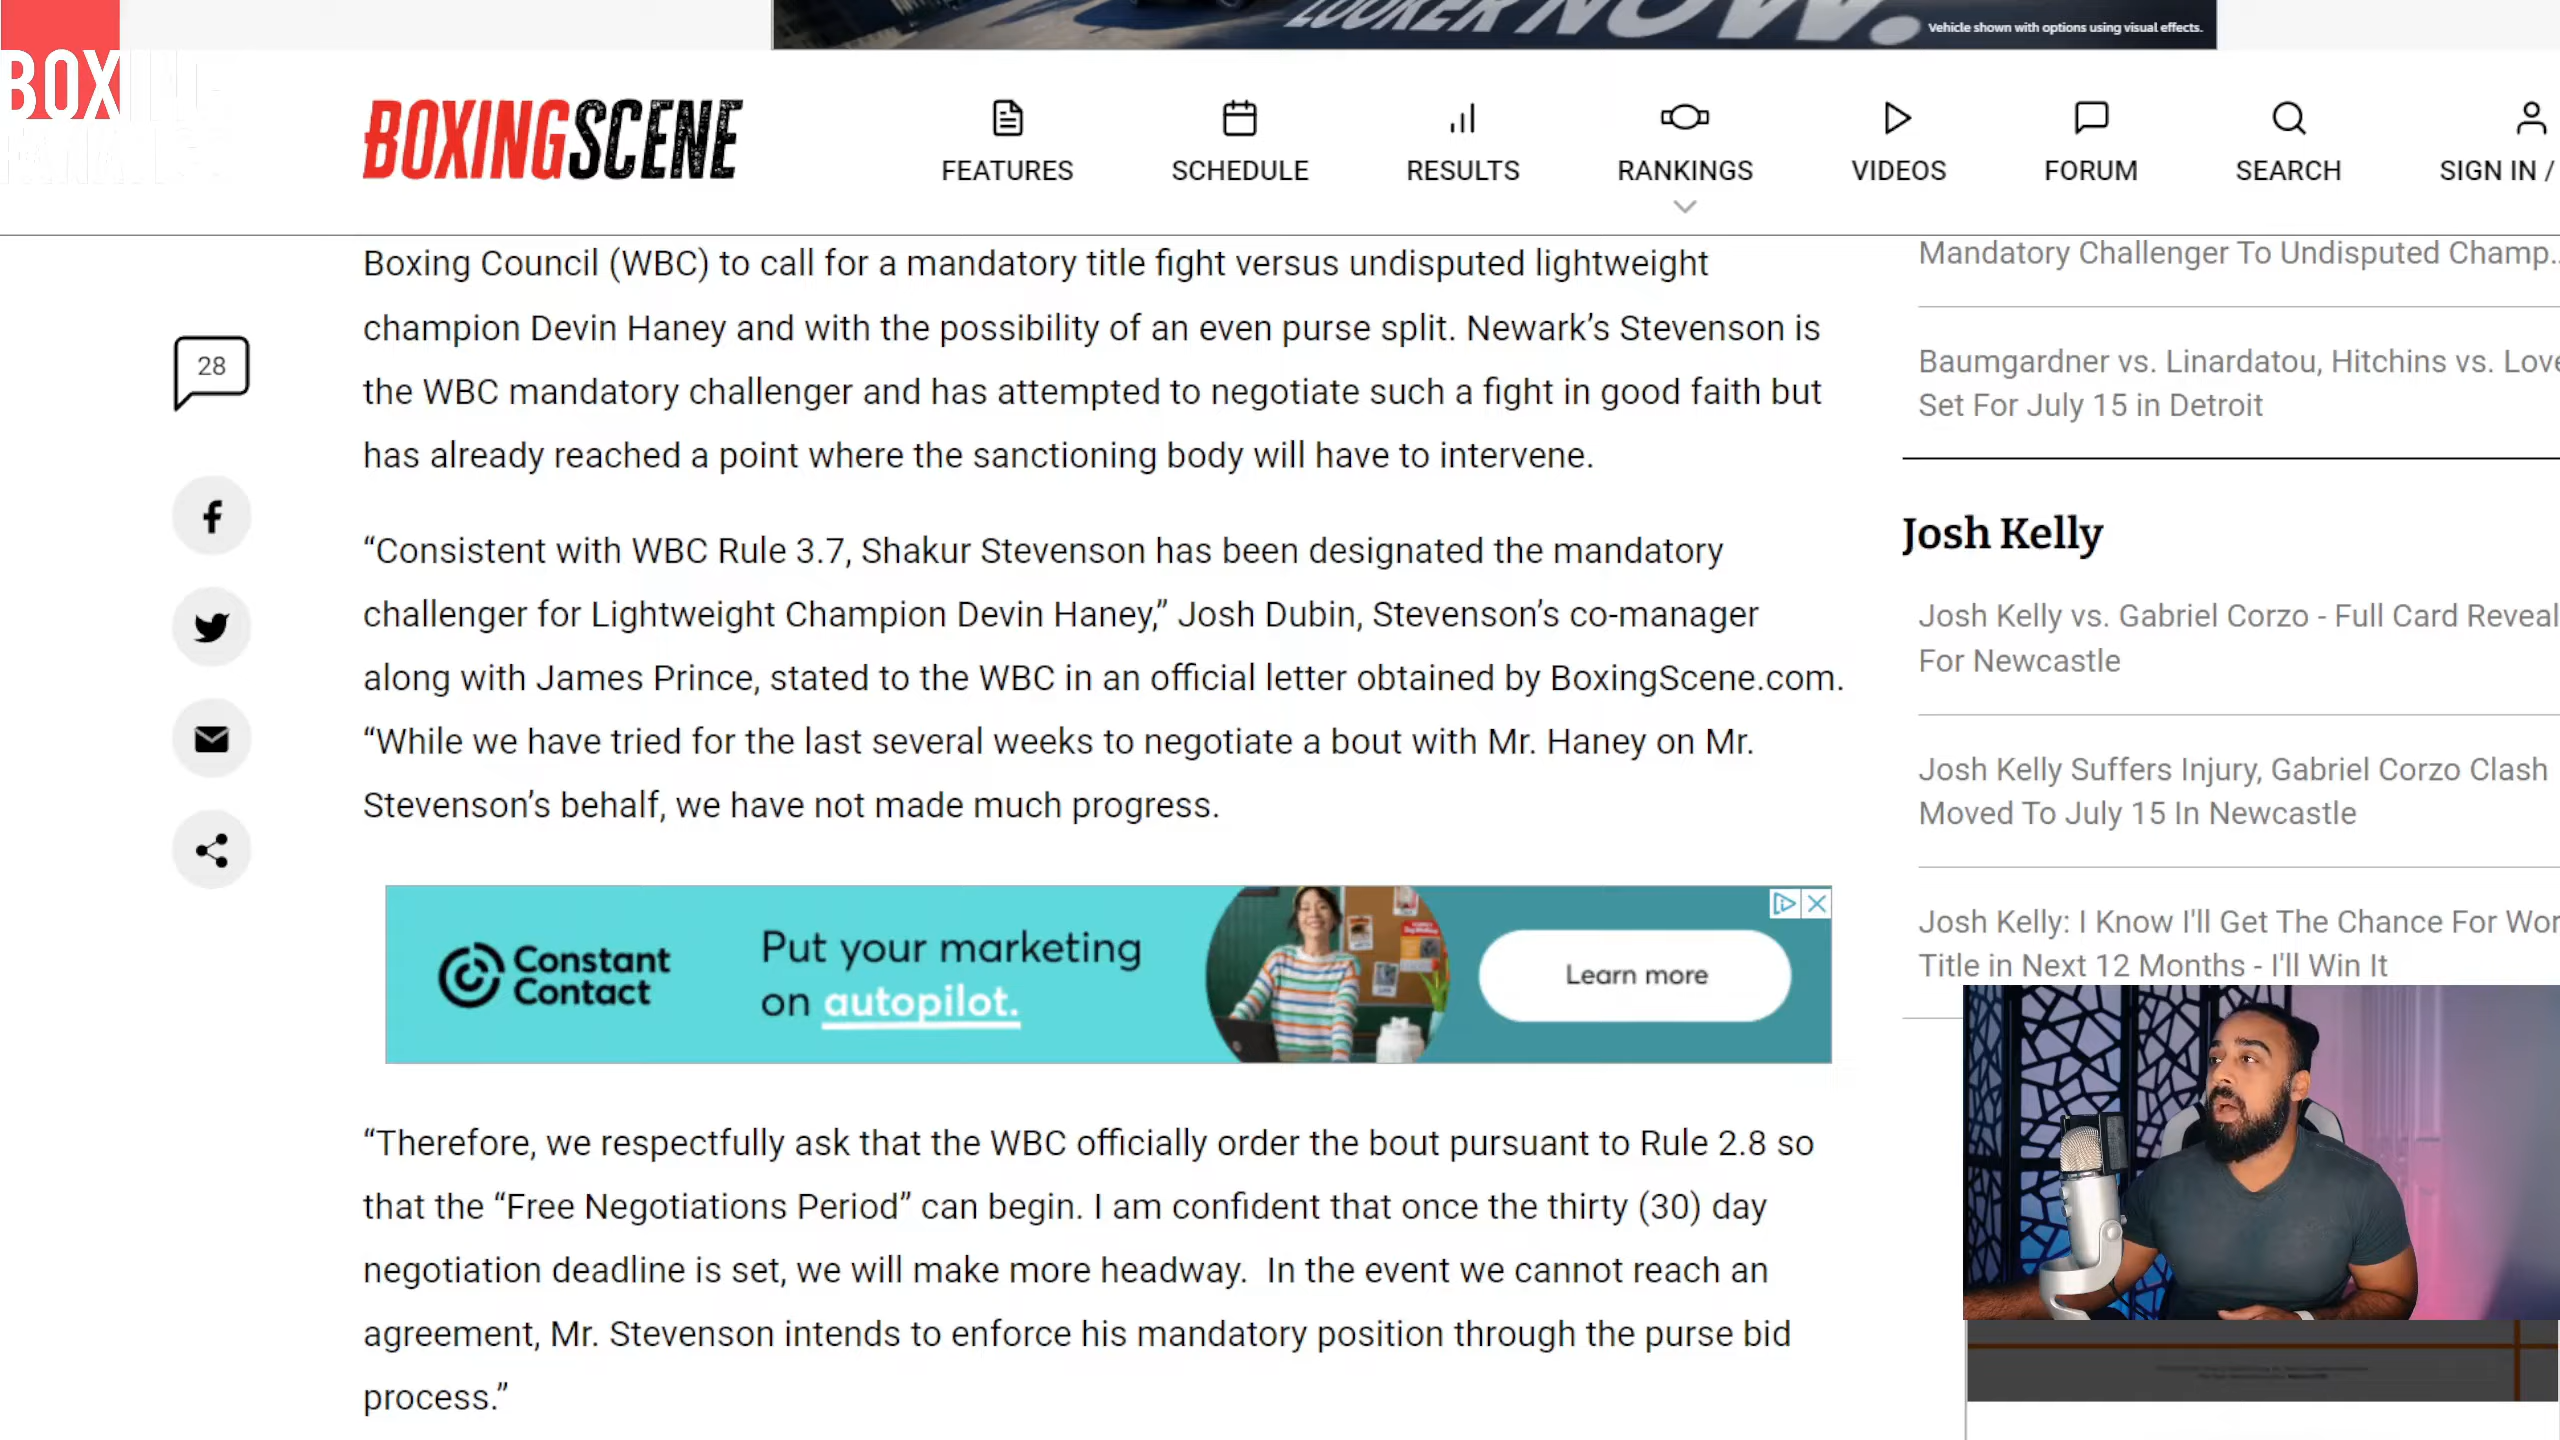 LOOKER NOW.
Vehicle shown with options using visual effects.
BOXING
FANATICS
BOXINGSCENE
FEATURES
SCHEDULE
RESULTS
RANKINGS
VIDEOS
FORUM
SEARCH
SIGN IN /
28
Boxing Council (WBC) to call for a mandatory title fight versus undisputed lightweight
champion Devin Haney and with the possibility of an even purse split. Newark’s Stevenson is
the WBC mandatory challenger and has attempted to negotiate such a fight in good faith but
has already reached a point where the sanctioning body will have to intervene.
“Consistent with WBC Rule 3.7, Shakur Stevenson has been designated the mandatory
challenger for Lightweight Champion Devin Haney,” Josh Dubin, Stevenson’s co-manager
along with James Prince, stated to the WBC in an official letter obtained by BoxingScene.com.
“While we have tried for the last several weeks to negotiate a bout with Mr. Haney on Mr.
Stevenson’s behalf, we have not made much progress.
Constant
Contact
Put your marketing
on autopilot.
Learn more
“Therefore, we respectfully ask that the WBC officially order the bout pursuant to Rule 2.8 so
that the “Free Negotiations Period” can begin. I am confident that once the thirty (30) day
negotiation deadline is set, we will make more headway.  In the event we cannot reach an
agreement, Mr. Stevenson intends to enforce his mandatory position through the purse bid
process.”
Mandatory Challenger To Undisputed Champ..
Baumgardner vs. Linardatou, Hitchins vs. Love
Set For July 15 in Detroit
Josh Kelly
Josh Kelly vs. Gabriel Corzo - Full Card Reveal
For Newcastle
Josh Kelly Suffers Injury, Gabriel Corzo Clash
Moved To July 15 In Newcastle
Josh Kelly: I Know I'll Get The Chance For Wor
Title in Next 12 Months - I'll Win It